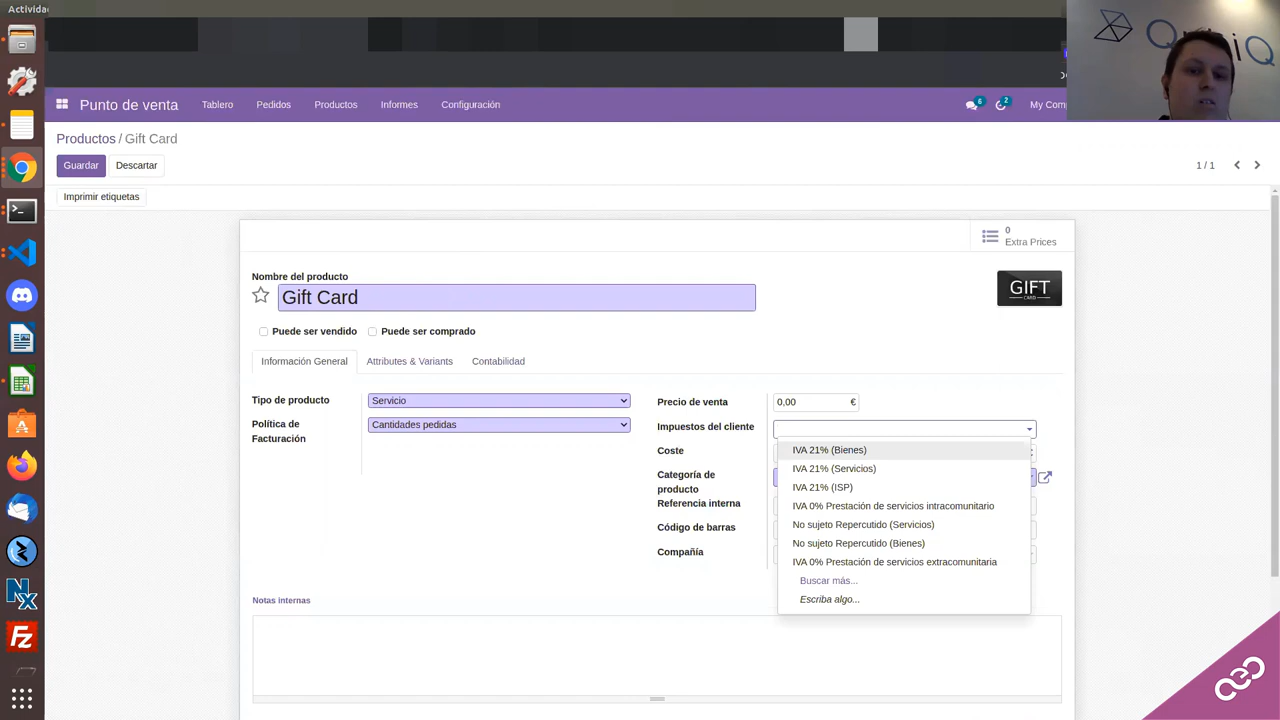 Activida
Punto de venta
Tablero
Pedidos
Productos
Informes
Configuración
6
2
My Comp
Productos / Gift Card
Guardar
Descartar
1 / 1
Imprimir etiquetas
0
Extra Prices
Nombre del producto
Gift Card
GIFT
CARD
Puede ser vendido
Puede ser comprado
Información General
Attributes & Variants
Contabilidad
Tipo de producto
Servicio
Política de
Facturación
Cantidades pedidas
Precio de venta
0,00 €
Impuestos del cliente
Coste
Categoría de
producto
Referencia interna
Código de barras
Compañía
IVA 21% (Bienes)
IVA 21% (Servicios)
IVA 21% (ISP)
IVA 0% Prestación de servicios intracomunitario
No sujeto Repercutido (Servicios)
No sujeto Repercutido (Bienes)
IVA 0% Prestación de servicios extracomunitaria
Buscar más...
Escriba algo...
Notas internas